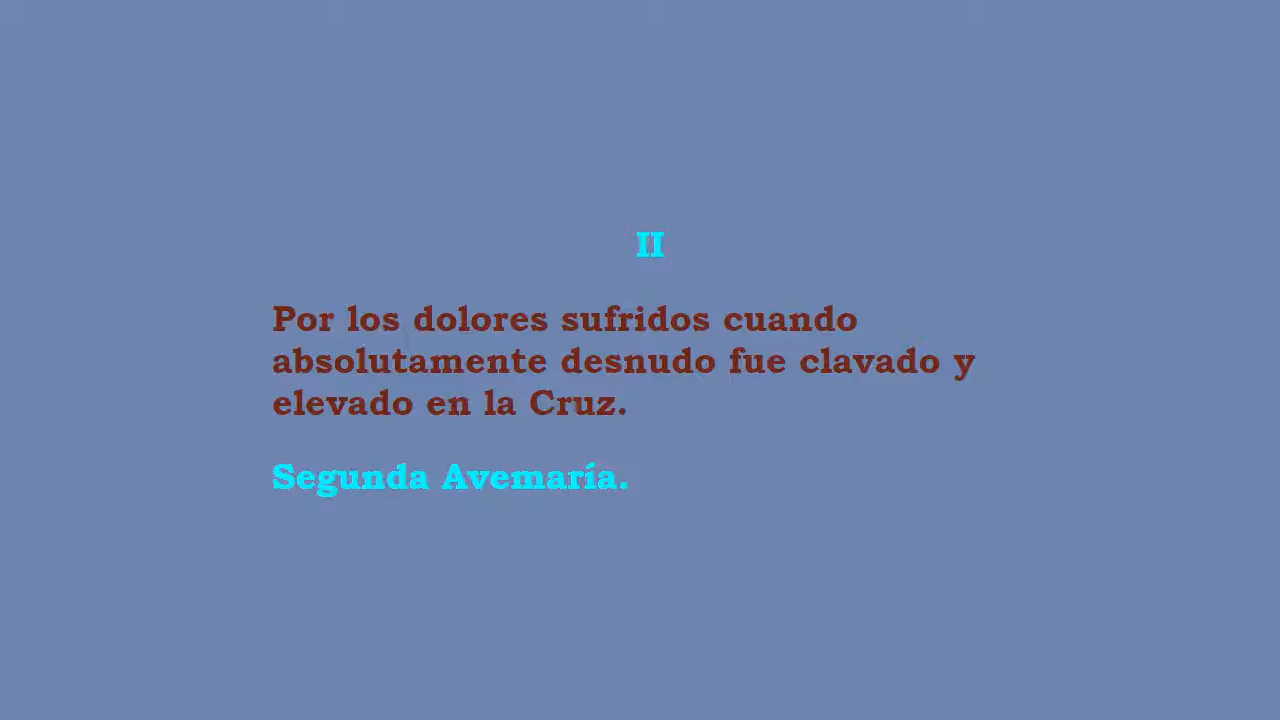 II
Por los dolores sufridos cuando
absolutamente desnudo fue clavado y
elevado en la Cruz.
Segunda Avemaría.